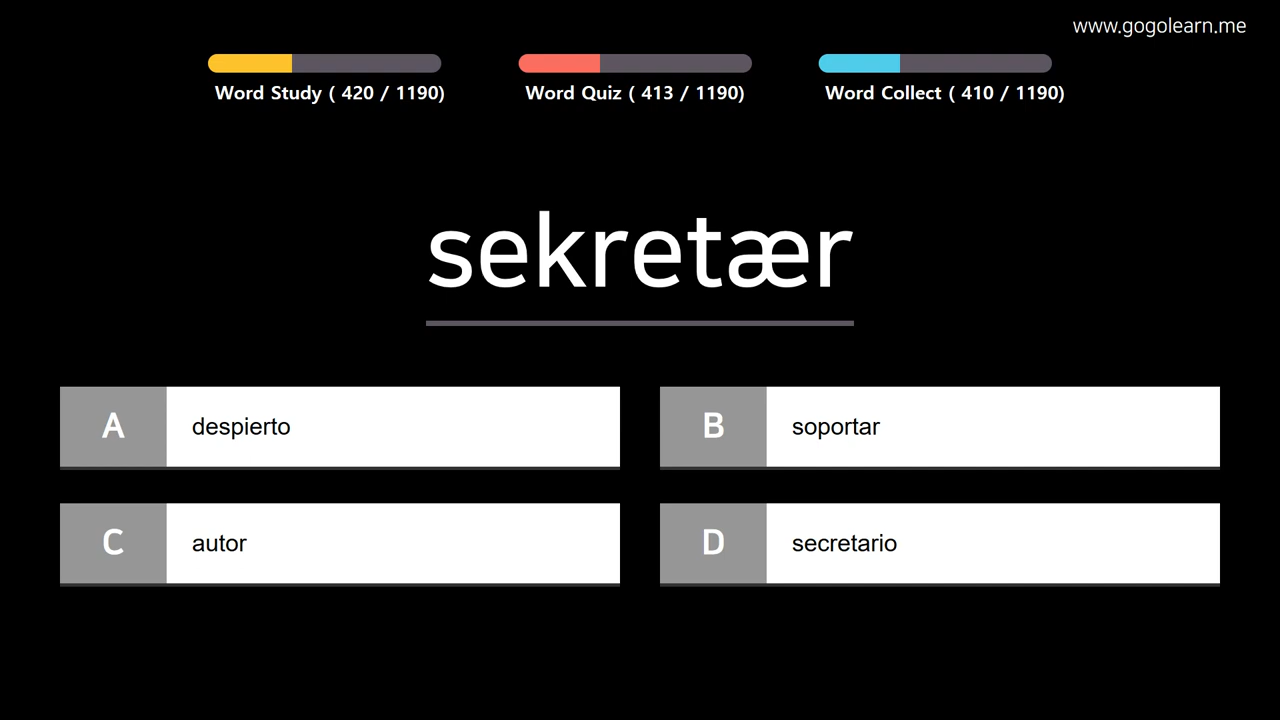 www.gogolearn.me
Word Study ( 420 / 1190)
Word Quiz ( 413 / 1190)
Word Collect ( 410 / 1190)
sekretær
A despierto
B soportar
C autor
D secretario